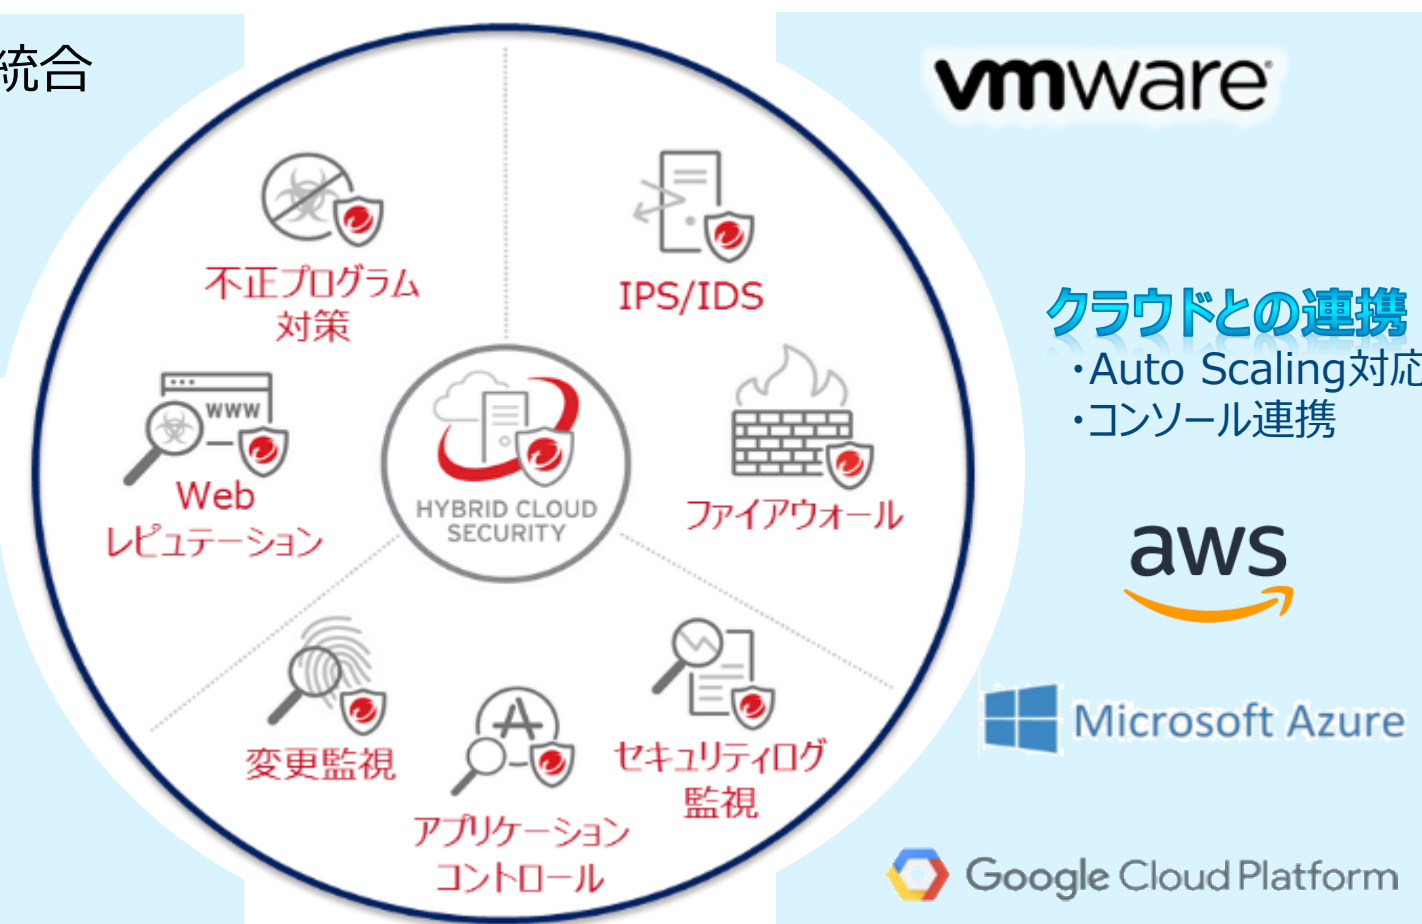 統合
vmware
不正プログラム
対策
IPS/IDS
WWW
Web
レピュテーション
HYBRID CLOUD
SECURITY
ファイアウォール
変更監視
アプリケーション
コントロール
セキュリティログ
監視
クラウドとの連携
・Auto Scaling対応
・コンソール連携
aws
Microsoft Azure
Google Cloud Platform